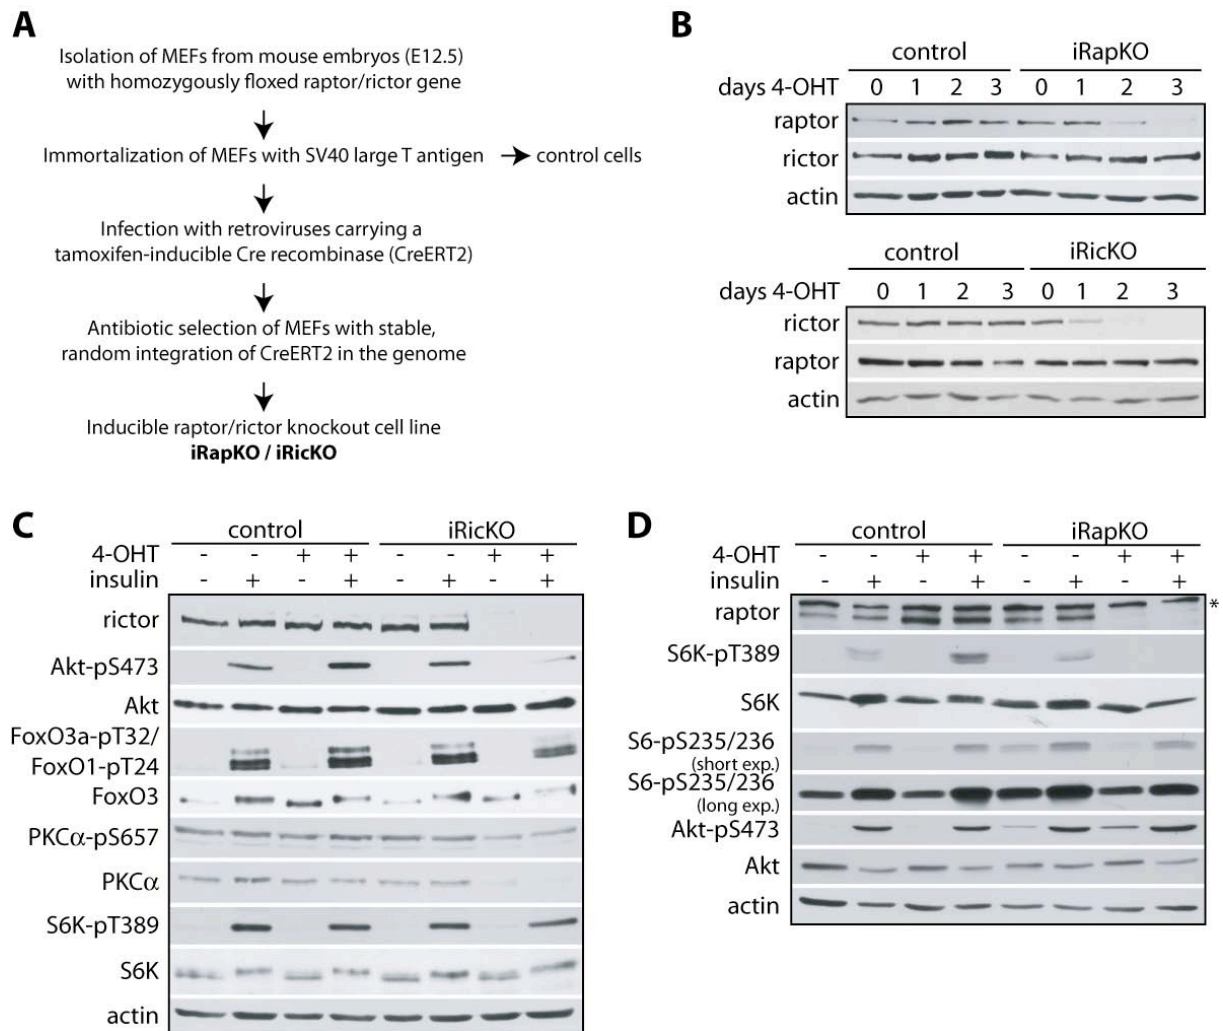 A
Isolation of MEFs from mouse embryos (E12.5)
with homozygously floxed raptor/rictor gene
Immortalization of MEFs with SV40 large T antigen → control cells
Infection with retroviruses carrying a
tamoxifen-inducible Cre recombinase (CreERT2)
Antibiotic selection of MEFs with stable,
random integration of CreERT2 in the genome
Inducible raptor/rictor knockout cell line
iRapKO / iRicKO
B
control iRapKO
days 4-OHT 0 1 2 3 0 1 2 3
raptor
rictor
actin
control iRicKO
days 4-OHT 0 1 2 3 0 1 2 3
rictor
raptor
actin
C
control iRicKO
4-OHT - - + + - - + +
insulin - + - + - + - +
rictor
Akt-pS473
Akt
FoxO3a-pT32/
FoxO1-pT24
FoxO3
PKCα-pS657
PKCα
S6K-pT389
S6K
actin
D
control iRapKO
4-OHT - - + + - - + +
insulin - + - + - + - +
raptor *
S6K-pT389
S6K
S6-pS235/236
(short exp.)
S6-pS235/236
(long exp.)
Akt-pS473
Akt
actin